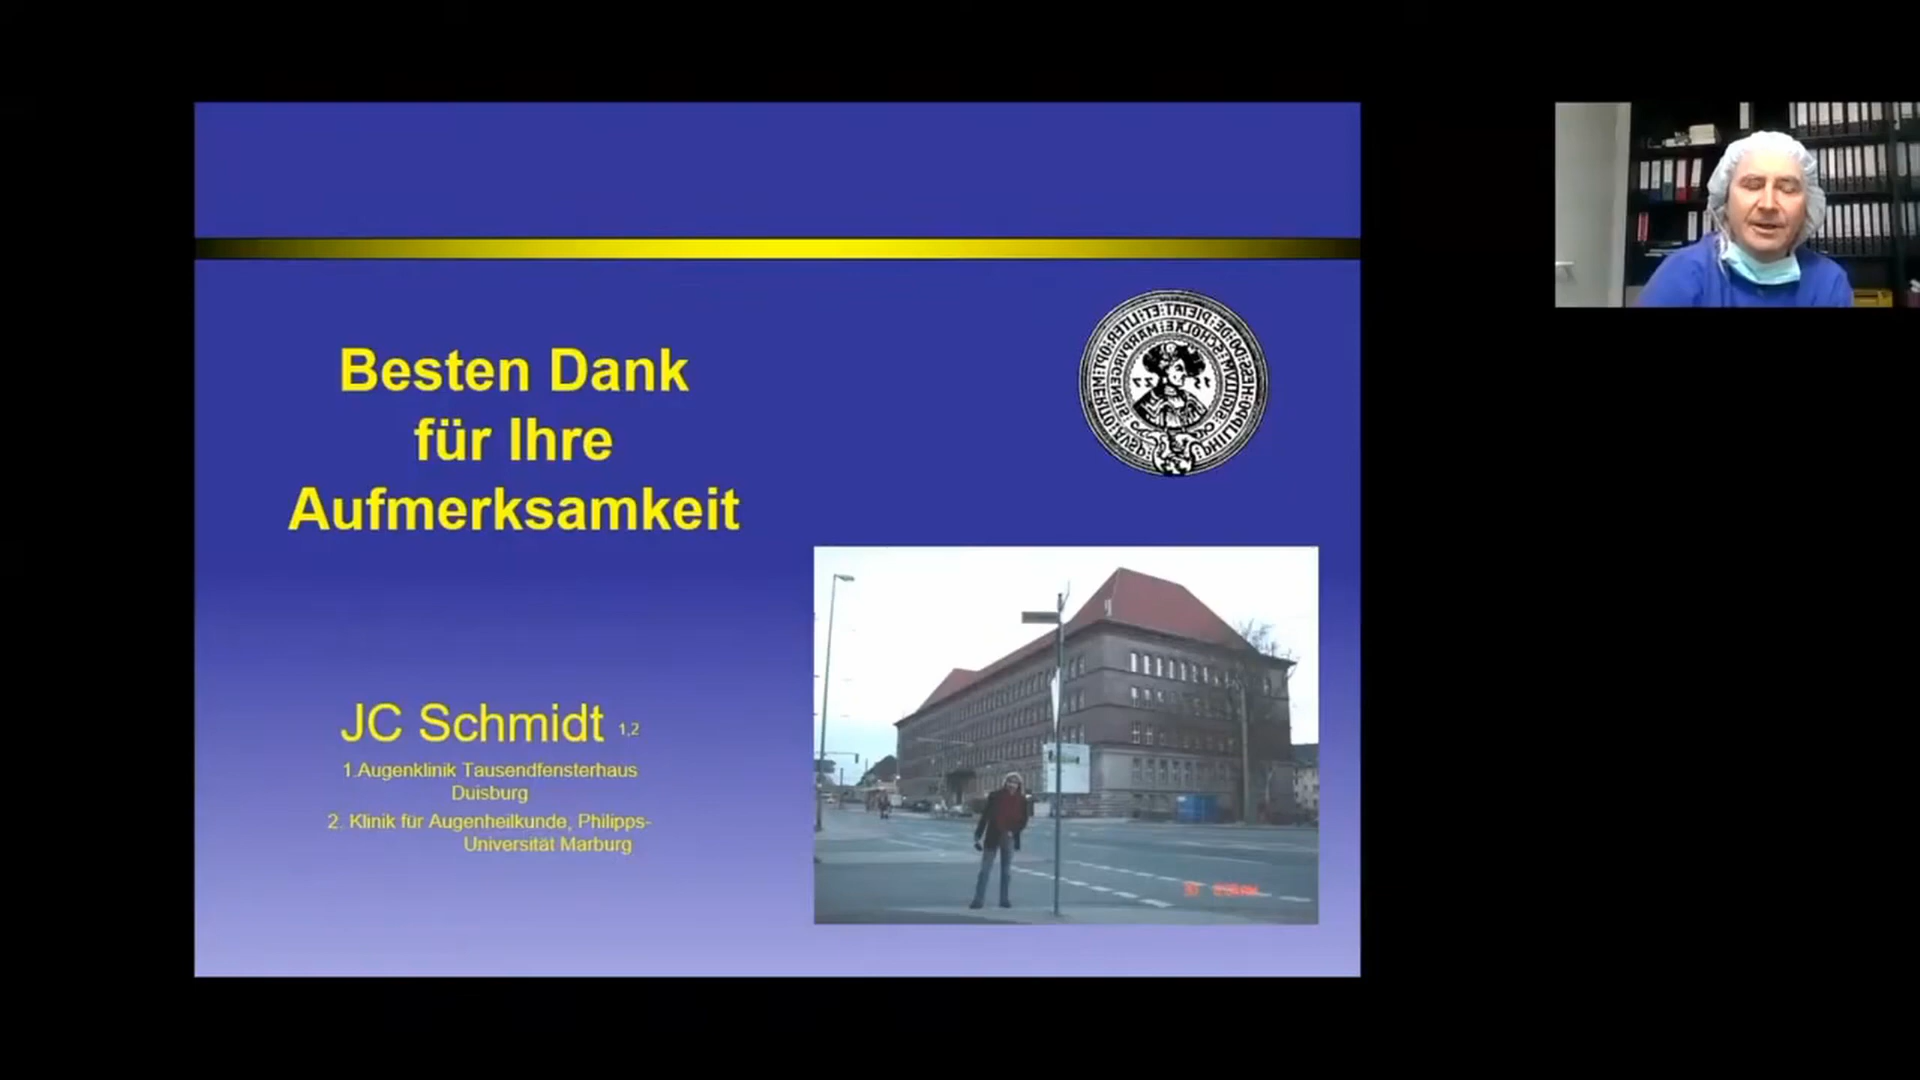 Besten Dank
für Ihre
Aufmerksamkeit
JC Schmidt 1,2
1.Augenklinik Tausendfensterhaus
Duisburg
2. Klinik für Augenheilkunde, Philipps-
Universität Marburg